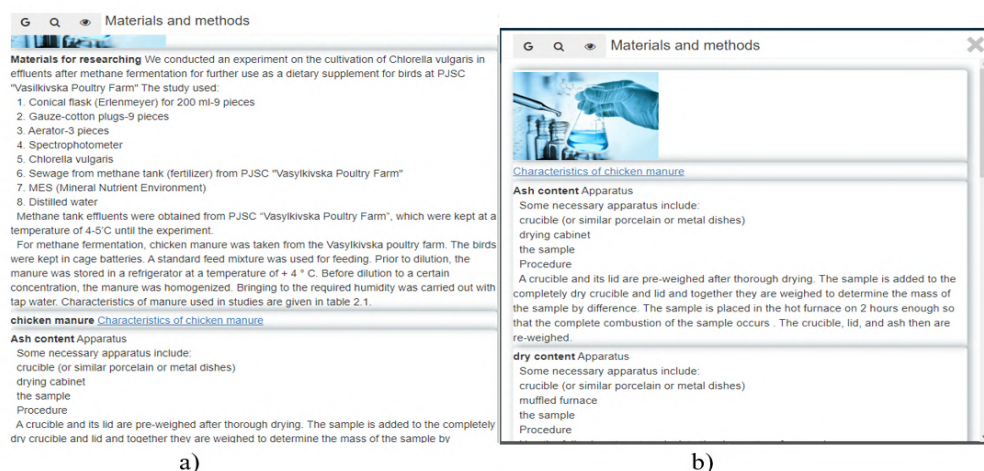 G Materials and methods
Materials for researching We conducted an experiment on the cultivation of Chlorella vulgaris in
effluents after methane fermentation for further use as a dietary supplement for birds at PJSC
"Vasilkivska Poultry Farm" The study used:
1. Conical flask (Erlenmeyer) for 200 ml-9 pieces
2. Gauze-cotton plugs-9 pieces
3. Aerator-3 pieces
4. Spectrophotometer
5. Chlorella vulgaris
6. Sewage from methane tank (fertilizer) from PJSC "Vasylkivska Poultry Farm"
7. MES (Mineral Nutrient Environment)
8. Distilled water
Methane tank effluents were obtained from PJSC "Vasylkivska Poultry Farm", which were kept at a
temperature of 4-5'C until the experiment.
For methane fermentation, chicken manure was taken from the Vasylkivska poultry farm. The birds
were kept in cage batteries. A standard feed mixture was used for feeding. Prior to dilution, the
manure was stored in a refrigerator at a temperature of + 4 ° C. Before dilution to a certain
concentration, the manure was homogenized. Bringing to the required humidity was carried out with
tap water. Characteristics of manure used in studies are given in table 2.1.
chicken manure Characteristics of chicken manure
Ash content Apparatus
Some necessary apparatus include:
crucible (or similar porcelain or metal dishes)
drying cabinet
the sample
Procedure
A crucible and its lid are pre-weighed after thorough drying. The sample is added to the completely
dry crucible and lid and together they are weighed to determine the mass of the sample by
a)
G Materials and methods
Characteristics of chicken manure
Ash content Apparatus
Some necessary apparatus include:
crucible (or similar porcelain or metal dishes)
drying cabinet
the sample
Procedure
A crucible and its lid are pre-weighed after thorough drying. The sample is added to the
completely dry crucible and lid and together they are weighed to determine the mass of
the sample by difference. The sample is placed in the hot furnace on 2 hours enough so
that the complete combustion of the sample occurs . The crucible, lid, and ash then are
re-weighed.
dry content Apparatus
Some necessary apparatus include:
crucible (or similar porcelain or metal dishes)
muffled furnace
the sample
Procedure
b)